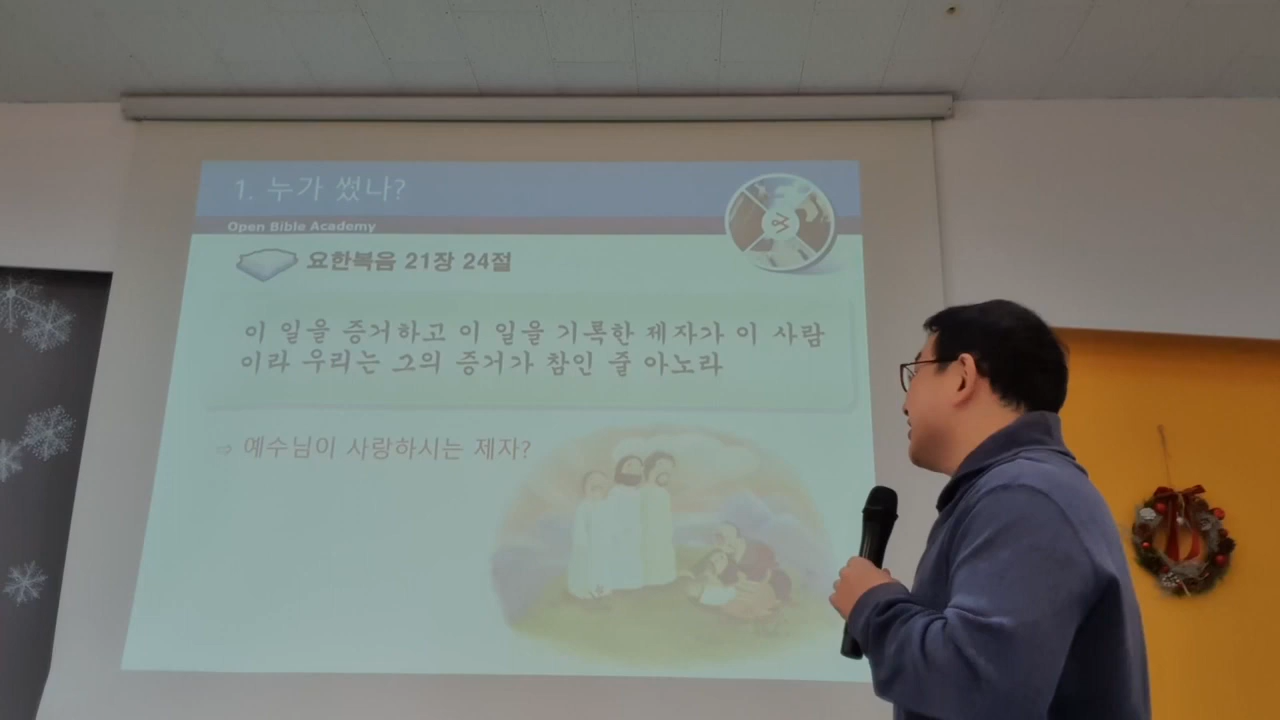 1. 누가 썼나?
Open Bible Academy
요한복음 21장 24절
이 일을 증거하고 이 일을 기록한 제자가 이 사람
이라 우리는 그의 증거가 참인 줄 아노라
⇨ 예수님이 사랑하시는 제자?